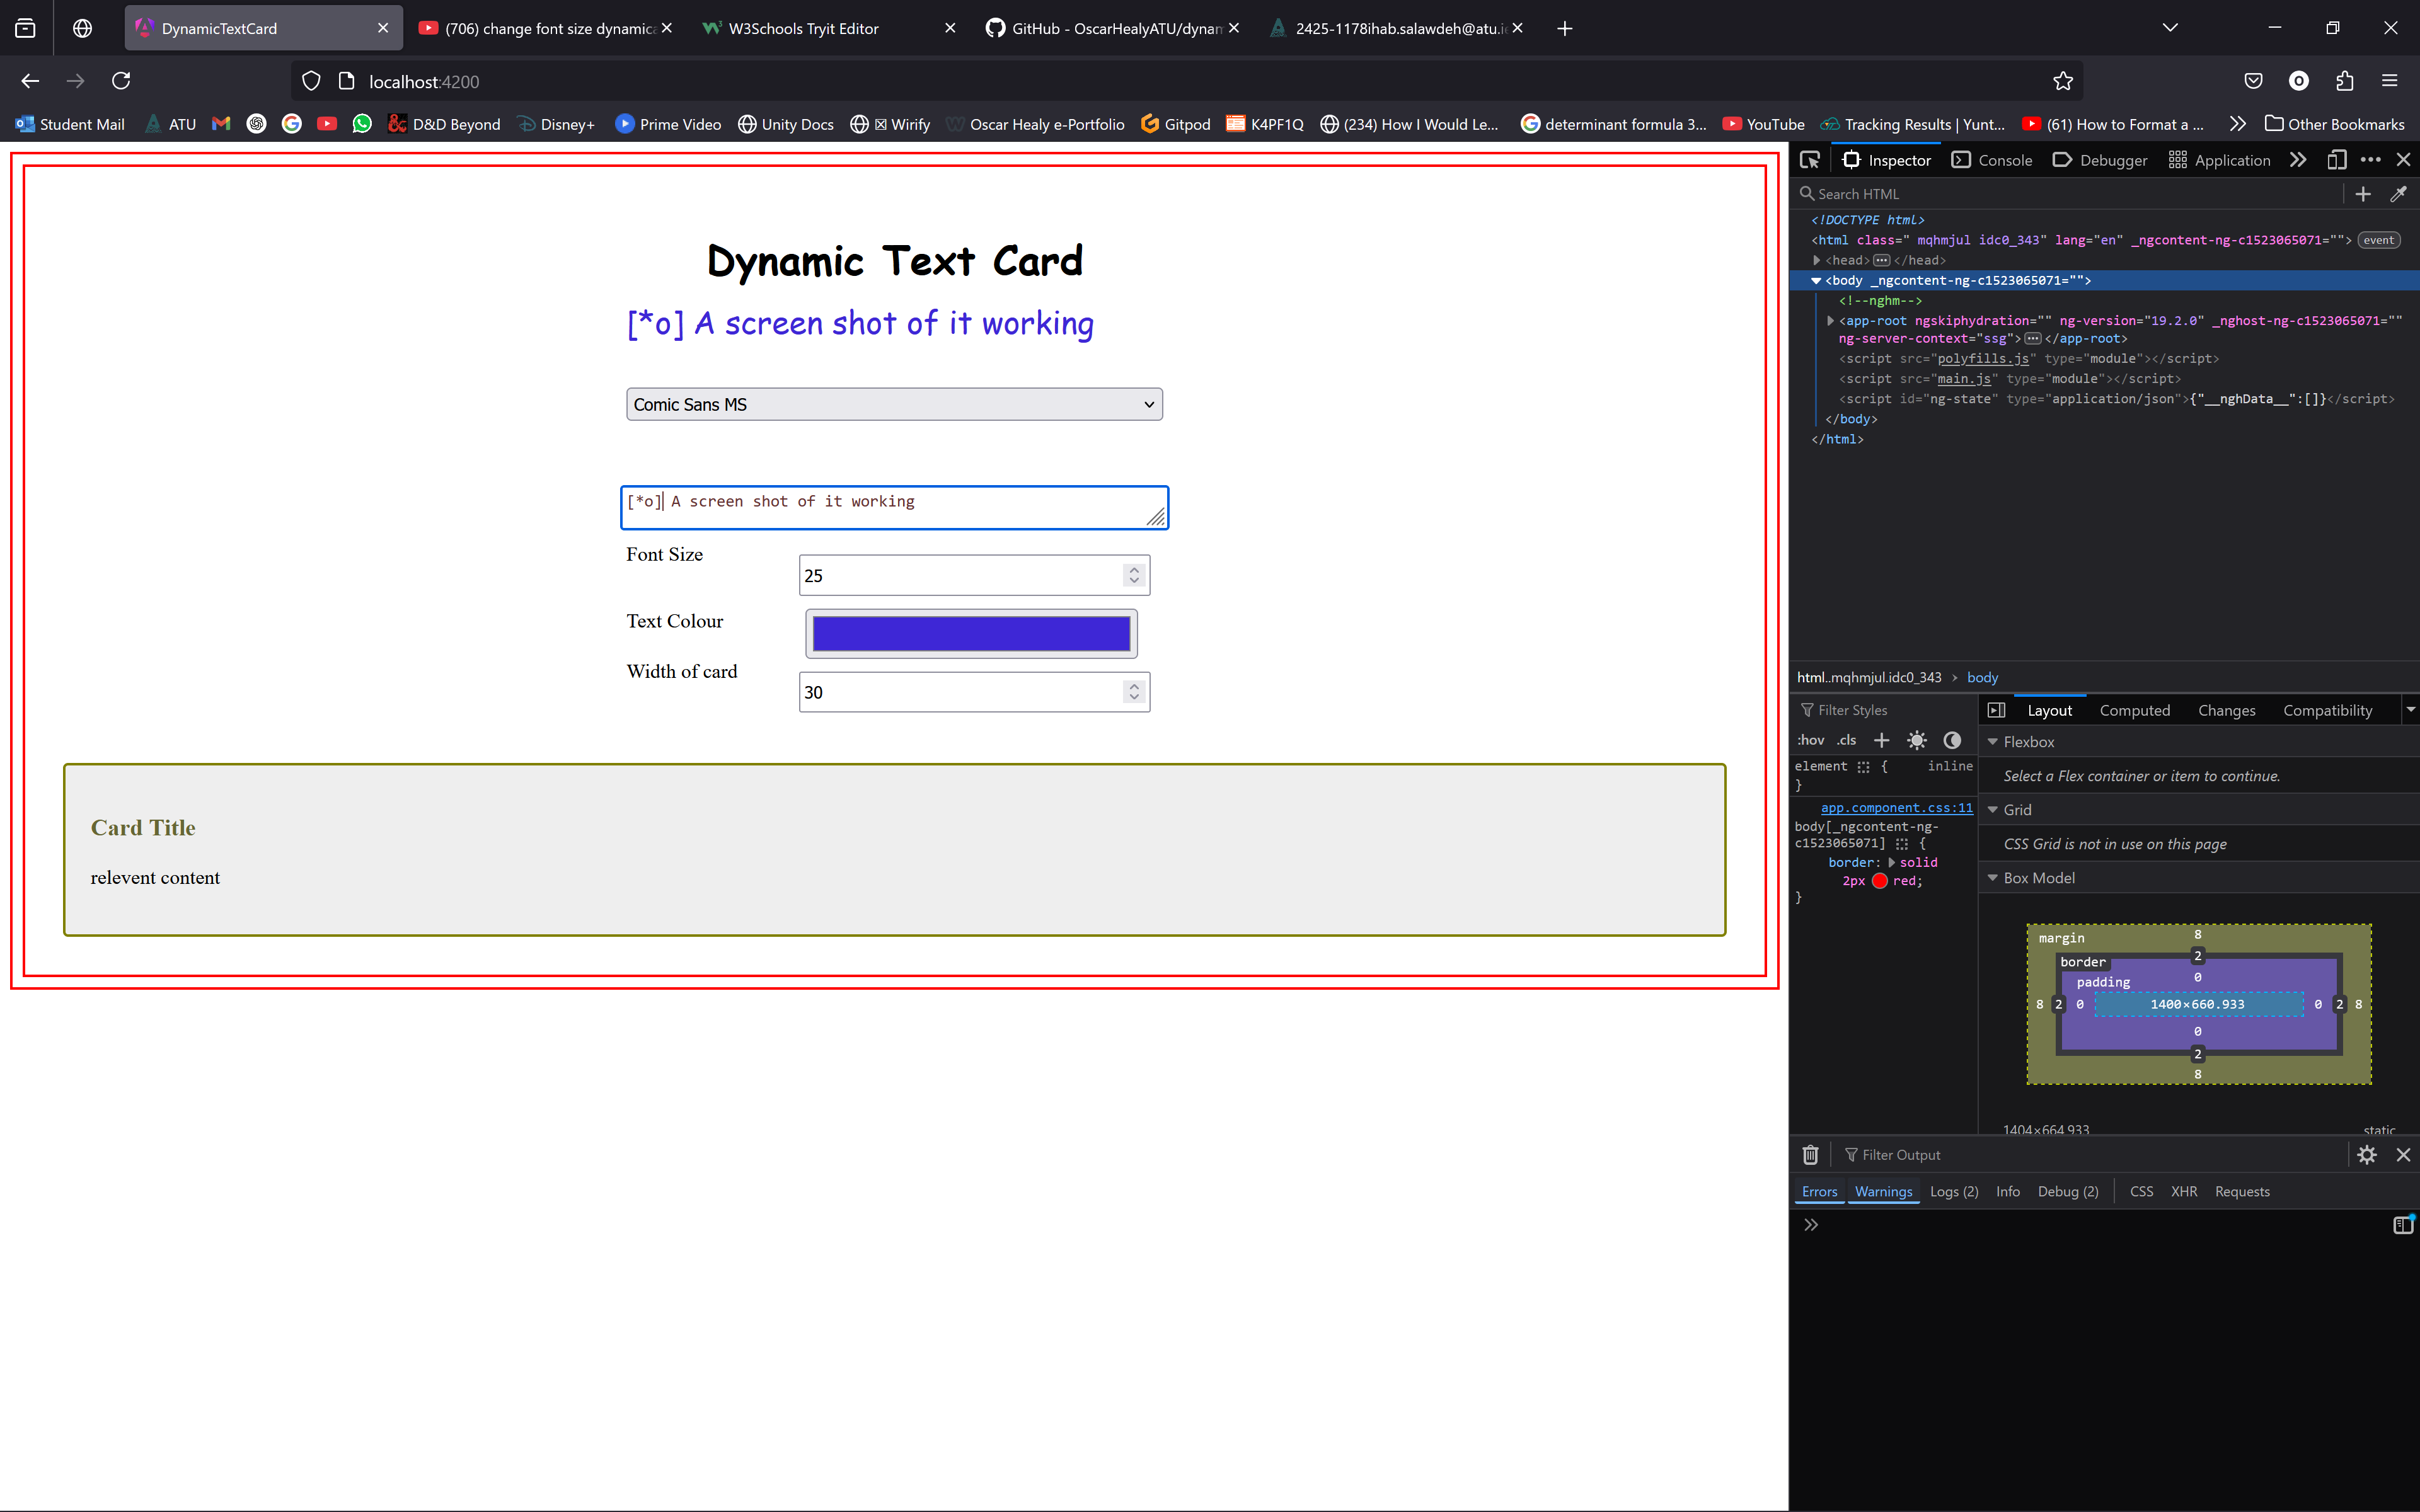 DynamicTextCard
(706) change font size dynamica
W3Schools Tryit Editor
GitHub - OscarHealyATU/dynam
2425-1178ihab.salawdeh@atu.ie
localhost:4200
Student Mail ATU D&D Beyond Disney+ Prime Video Unity Docs ☒ Wirify Oscar Healy e-Portfolio Gitpod K4PF1Q (234) How I Would Le... determinant formula 3... YouTube Tracking Results | Yunt... (61) How to Format a ... Other Bookmarks
Dynamic Text Card
[*o] A screen shot of it working
Comic Sans MS
[*o] A screen shot of it working
Font Size
25
Text Colour
Width of card
30
Card Title
relevent content
Inspector Console Debugger Application
Search HTML
<!DOCTYPE html>
<html class=" mqhmjul idc0_343" lang="en" _ngcontent-ng-c1523065071=""> event
<head> ... </head>
<body _ngcontent-ng-c1523065071="">
<!--nghm-->
<app-root ngskiphydration="" ng-version="19.2.0" _nghost-ng-c1523065071=""
ng-server-context="ssg"> ... </app-root>
<script src="polyfills.js" type="module"></script>
<script src="main.js" type="module"></script>
<script id="ng-state" type="application/json">{"__nghData__":[]}</script>
</body>
</html>
html..mqhmjul.idc0_343 › body
Filter Styles
:hov .cls +
element { inline
}
app.component.css:11
body[_ngcontent-ng-
c1523065071] {
border: solid
2px red;
}
Layout Computed Changes Compatibility
Flexbox
Select a Flex container or item to continue.
Grid
CSS Grid is not in use on this page
Box Model
margin 8
border 2
padding 0
8 2 0 1400×660.933 0 2 8
0
2
8
1404×664.933 static
Filter Output
Errors Warnings Logs (2) Info Debug (2) CSS XHR Requests